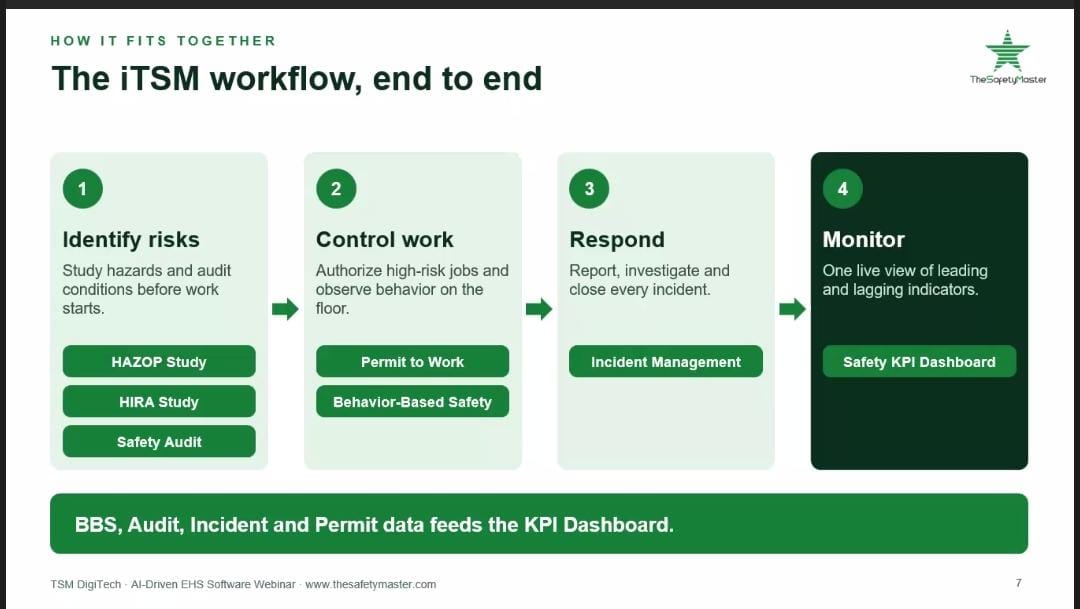 HOW IT FITS TOGETHER
The iTSM workflow, end to end
TheSafetyMaster
1
Identify risks
Study hazards and audit
conditions before work
starts.
HAZOP Study
HIRA Study
Safety Audit
2
Control work
Authorize high-risk jobs and
observe behavior on the
floor.
Permit to Work
Behavior-Based Safety
3
Respond
Report, investigate and
close every incident.
Incident Management
4
Monitor
One live view of leading
and lagging indicators.
Safety KPI Dashboard
BBS, Audit, Incident and Permit data feeds the KPI Dashboard.
TSM DigiTech · AI-Driven EHS Software Webinar · www.thesafetymaster.com
7